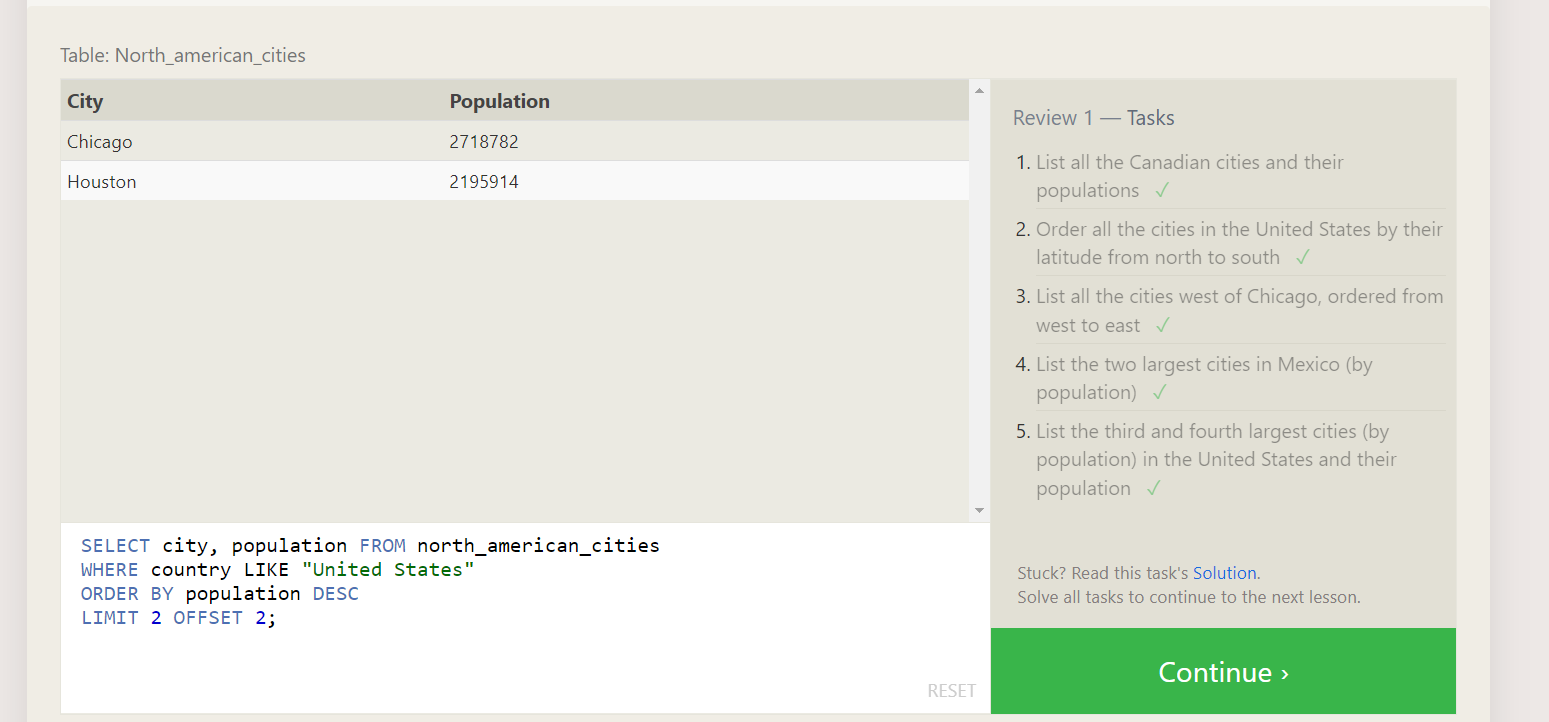 Table: North_american_cities
City Population
Chicago 2718782
Houston 2195914
SELECT city, population FROM north_american_cities
WHERE country LIKE "United States"
ORDER BY population DESC
LIMIT 2 OFFSET 2;
RESET
Review 1 — Tasks
1. List all the Canadian cities and their
populations ✓
2. Order all the cities in the United States by their
latitude from north to south ✓
3. List all the cities west of Chicago, ordered from
west to east ✓
4. List the two largest cities in Mexico (by
population) ✓
5. List the third and fourth largest cities (by
population) in the United States and their
population ✓
Stuck? Read this task's Solution.
Solve all tasks to continue to the next lesson.
Continue ›